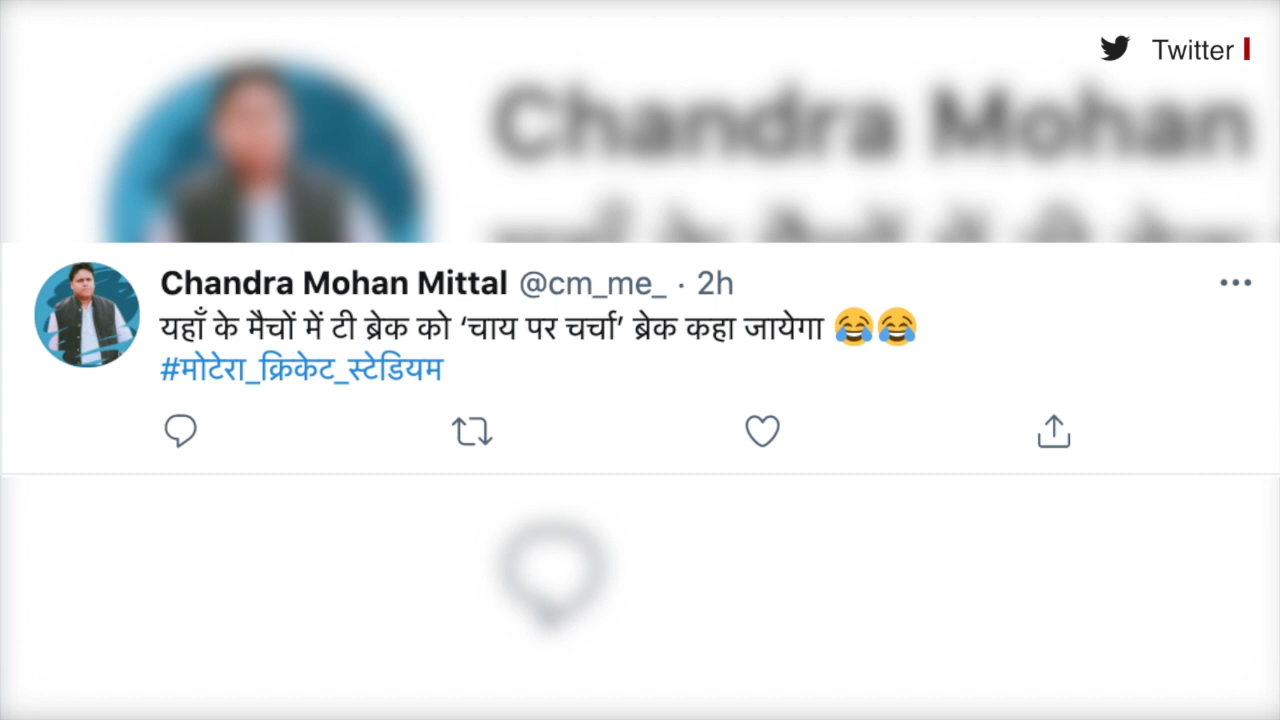 Twitter
Chandra Mohan
Chandra Mohan Mittal @cm_me_ · 2h
यहाँ के मैचों में टी ब्रेक को ‘चाय पर चर्चा’ ब्रेक कहा जायेगा 😂😂
#मोटेरा_क्रिकेट_स्टेडियम